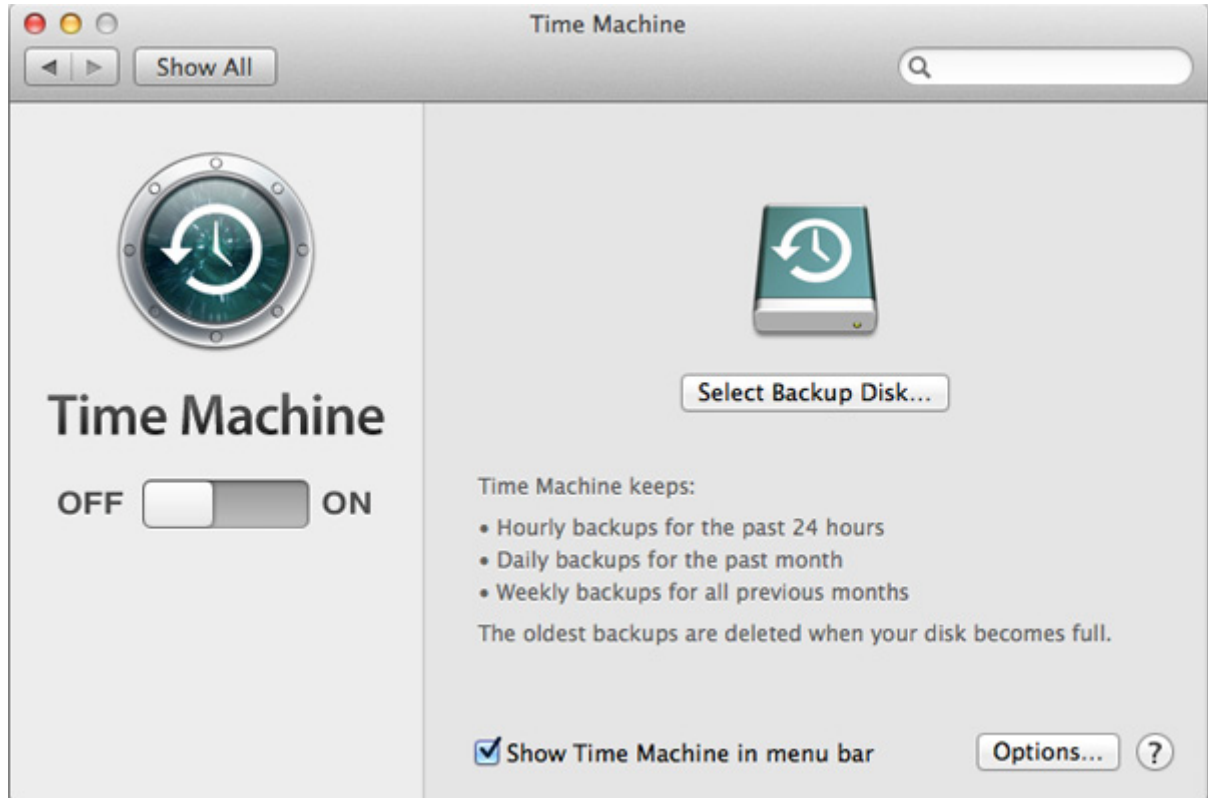 Time Machine
Show All
Time Machine
OFF ON
Select Backup Disk...
Time Machine keeps:
• Hourly backups for the past 24 hours
• Daily backups for the past month
• Weekly backups for all previous months
The oldest backups are deleted when your disk becomes full.
Show Time Machine in menu bar
Options... ?